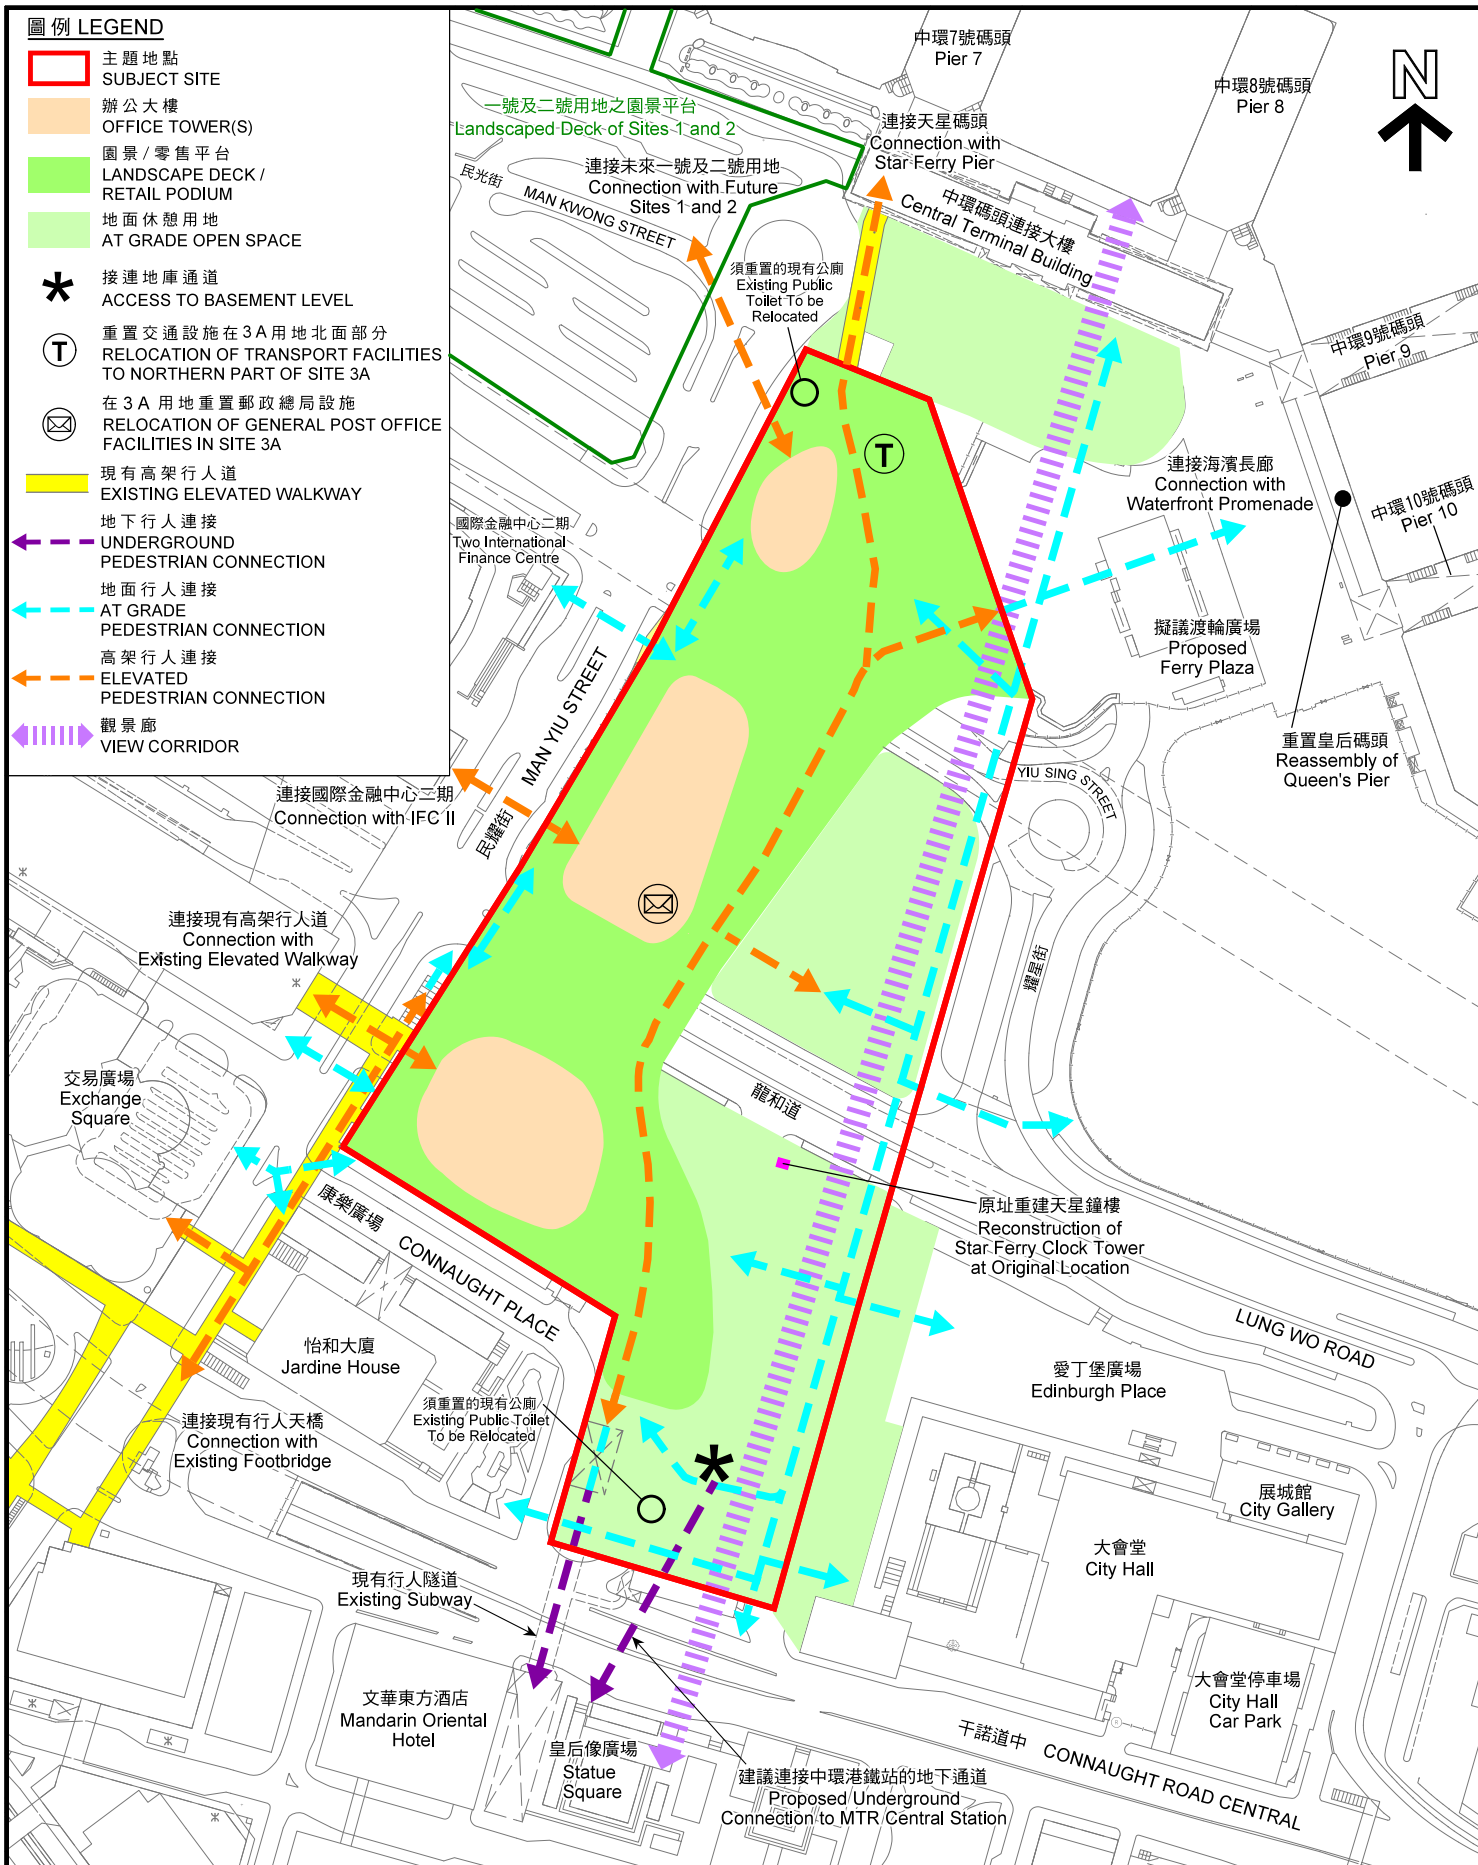 圖例 LEGEND
主題地點
SUBJECT SITE
辦公大樓
OFFICE TOWER(S)
園景/零售平台
LANDSCAPE DECK /
RETAIL PODIUM
地面休憩用地
AT GRADE OPEN SPACE
接連地庫通道
ACCESS TO BASEMENT LEVEL
T
重置交通設施在3A用地北面部分
RELOCATION OF TRANSPORT FACILITIES
TO NORTHERN PART OF SITE 3A
在3A 用地重置郵政總局設施
RELOCATION OF GENERAL POST OFFICE
FACILITIES IN SITE 3A
現有高架行人道
EXISTING ELEVATED WALKWAY
地下行人連接
UNDERGROUND
PEDESTRIAN CONNECTION
地面行人連接
AT GRADE
PEDESTRIAN CONNECTION
高架行人連接
ELEVATED
PEDESTRIAN CONNECTION
觀景廊
VIEW CORRIDOR
N
中環7號碼頭
Pier 7
中環8號碼頭
Pier 8
一號及二號用地之園景平台
Landscaped Deck of Sites 1 and 2
連接天星碼頭
Connection with
Star Ferry Pier
連接未來一號及二號用地
Connection with Future
Sites 1 and 2
民光街
MAN KWONG STREET
中環碼頭連接大樓
Central Terminal
Building
須重置的現有公廁
Existing Public
Toilet To be
Relocated
中環9號碼頭
Pier 9
T
連接海濱長廊
Connection with
Waterfront Promenade
中環10號碼頭
Pier 10
國際金融中心二期
Two International
Finance Centre
擬議渡輪廣場
Proposed
Ferry Plaza
民耀街
MAN YIU STREET
重置皇后碼頭
Reassembly of
Queen's Pier
YIU SING STREET
耀星街
連接國際金融中心二期
Connection with IFC II
連接現有高架行人道
Connection with
Existing Elevated Walkway
交易廣場
Exchange
Square
龍和道
康樂廣場
CONNAUGHT PLACE
原址重建天星鐘樓
Reconstruction of
Star Ferry Clock Tower
at Original Location
LUNG WO ROAD
怡和大廈
Jardine House
愛丁堡廣場
Edinburgh Place
須重置的現有公廁
Existing Public Toilet
To be Relocated
連接現有行人天橋
Connection with
Existing Footbridge
展城館
City Gallery
大會堂
City Hall
現有行人隧道
Existing Subway
大會堂停車場
City Hall
Car Park
文華東方酒店
Mandarin Oriental
Hotel
皇后像廣場
Statue
Square
干諾道中
CONNAUGHT ROAD CENTRAL
建議連接中環港鐵站的地下通道
Proposed Underground
Connection to MTR Central Station